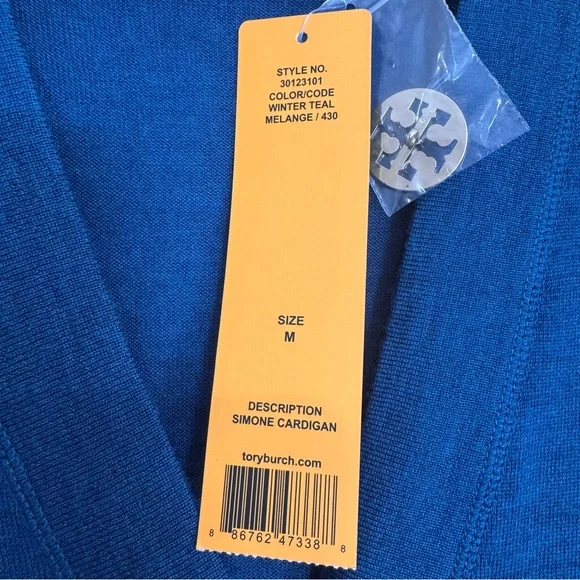 STYLE NO.
30123101
COLOR/CODE
WINTER TEAL
MELANGE / 430
SIZE
M
DESCRIPTION
SIMONE CARDIGAN
toryburch.com
8 86762 47338 8